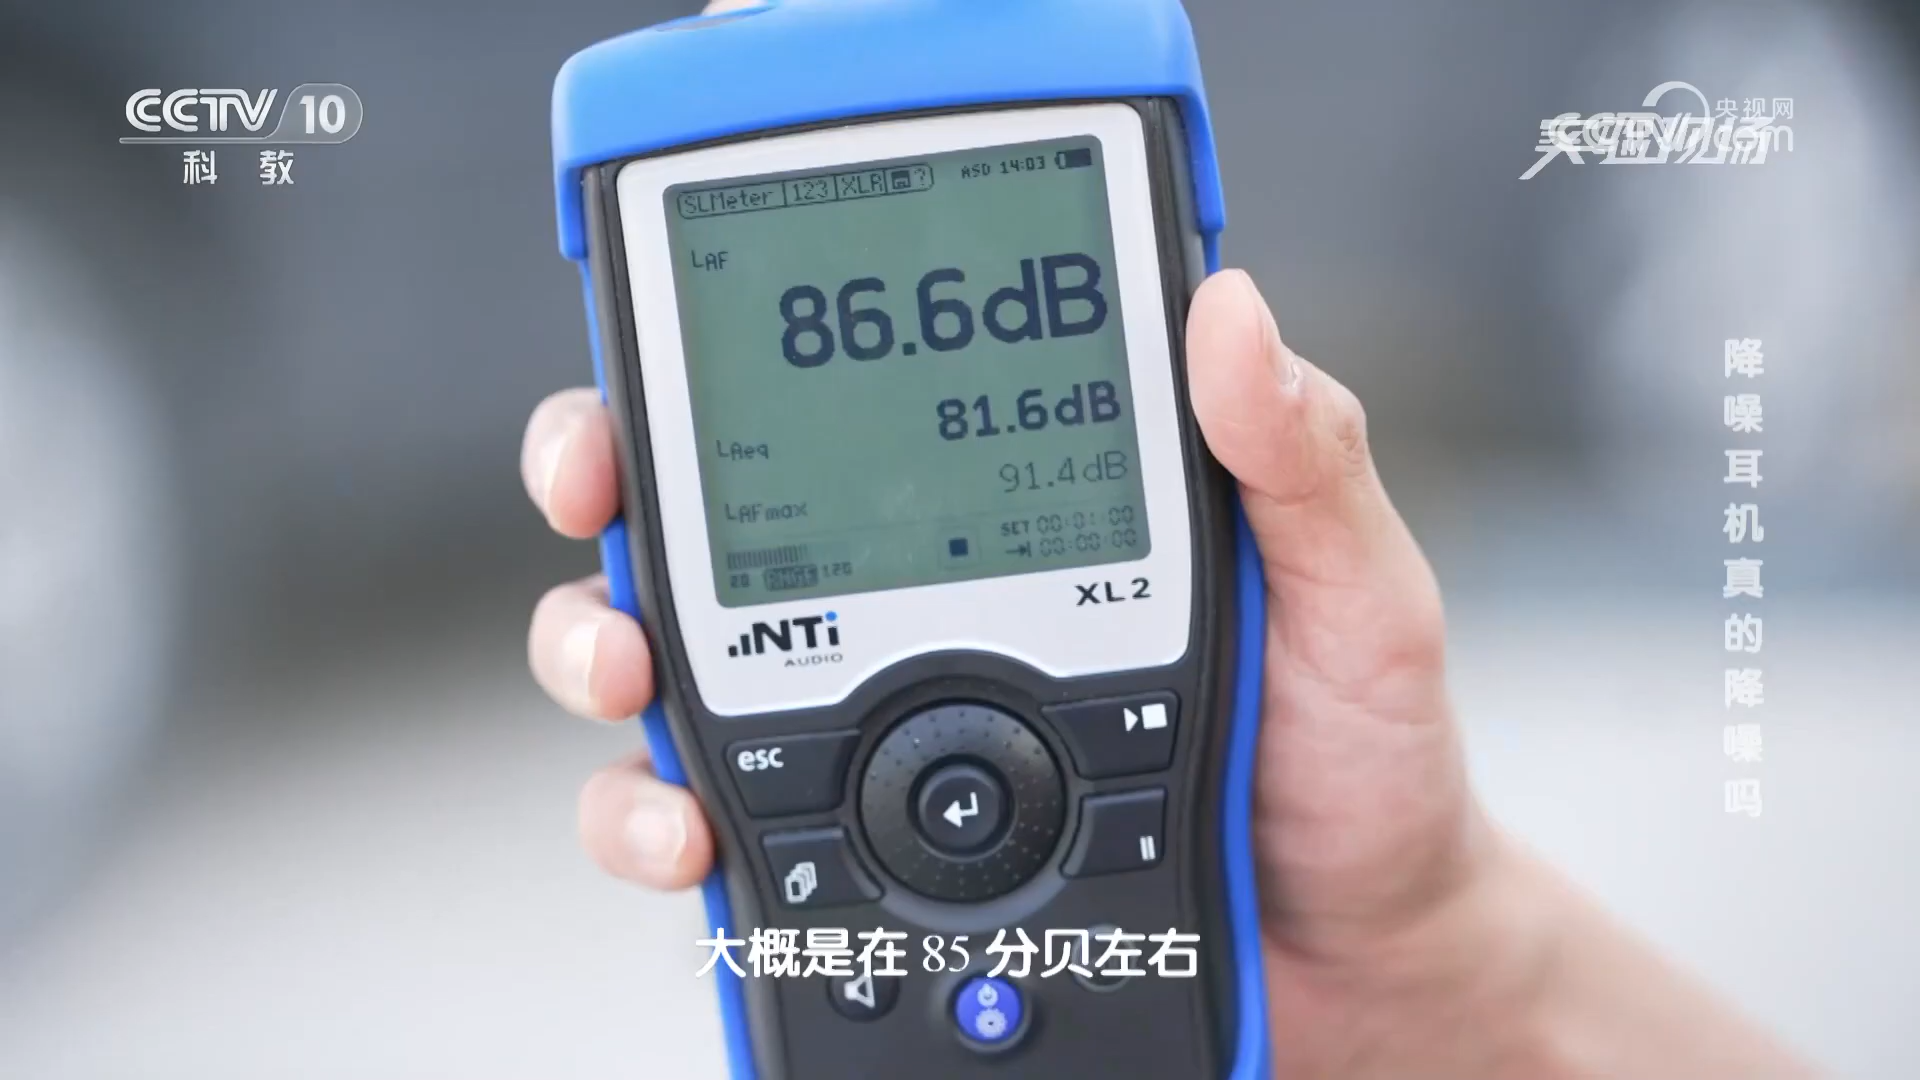 CCTV 10
科 教
央视网
降噪耳机真的降噪吗
SLMeter 123 XLR ?
ASD 14:03
LAF
86.6dB
LAeq
81.6dB
LAFmax
91.4dB
SET 00:01:00
00:00:00
20 120
NTi
AUDIO
XL2
esc
大概是在 85 分贝左右